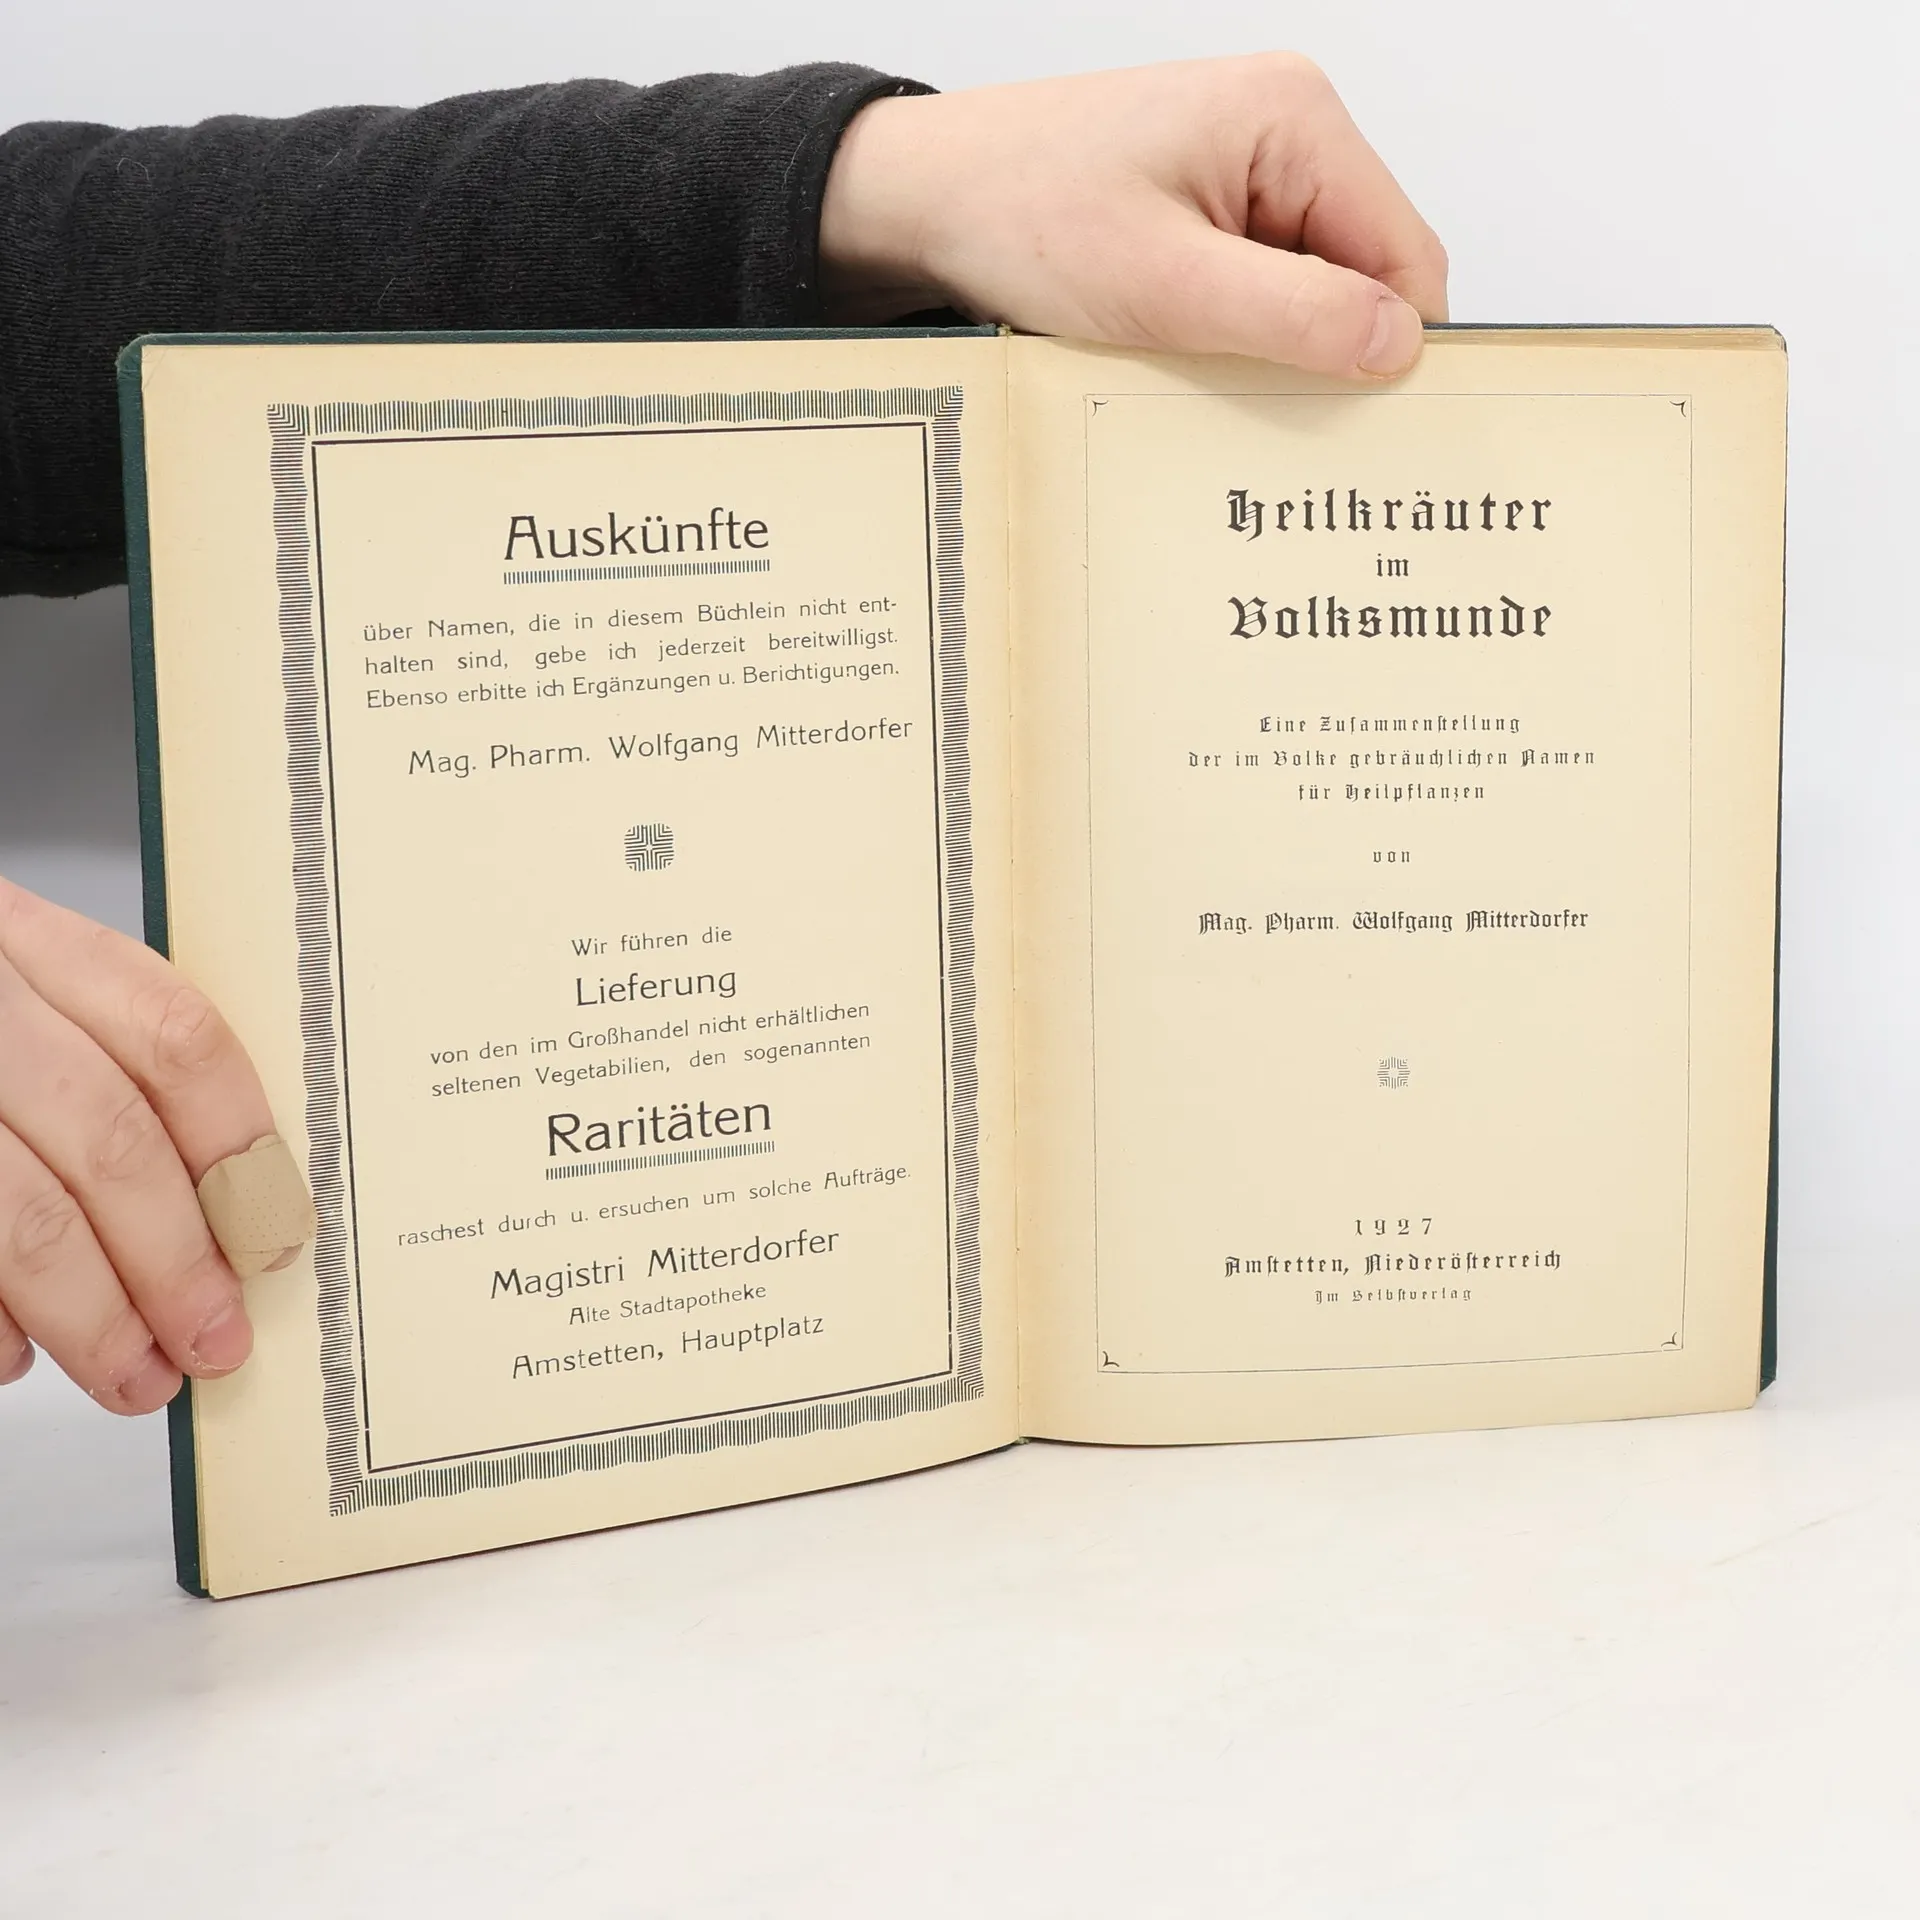 Auskünfte
über Namen, die in diesem Büchlein nicht ent-
halten sind, gebe ich jederzeit bereitwilligst.
Ebenso erbitte ich Ergänzungen u. Berichtigungen.
Mag. Pharm. Wolfgang Mitterdorfer
Wir führen die
Lieferung
von den im Großhandel nicht erhältlichen
seltenen Vegetabilien, den sogenannten
Raritäten
raschest durch u. ersuchen um solche Aufträge.
Magistri Mitterdorfer
Alte Stadtapotheke
Amstetten, Hauptplatz
Heilkräuter
im
Volksmunde
Eine Zusammenstellung
der im Volke gebräuchlichen Namen
für Heilpflanzen
von
Mag. Pharm. Wolfgang Mitterdorfer
1927
Amstetten, Niederösterreich
Im Selbstverlag